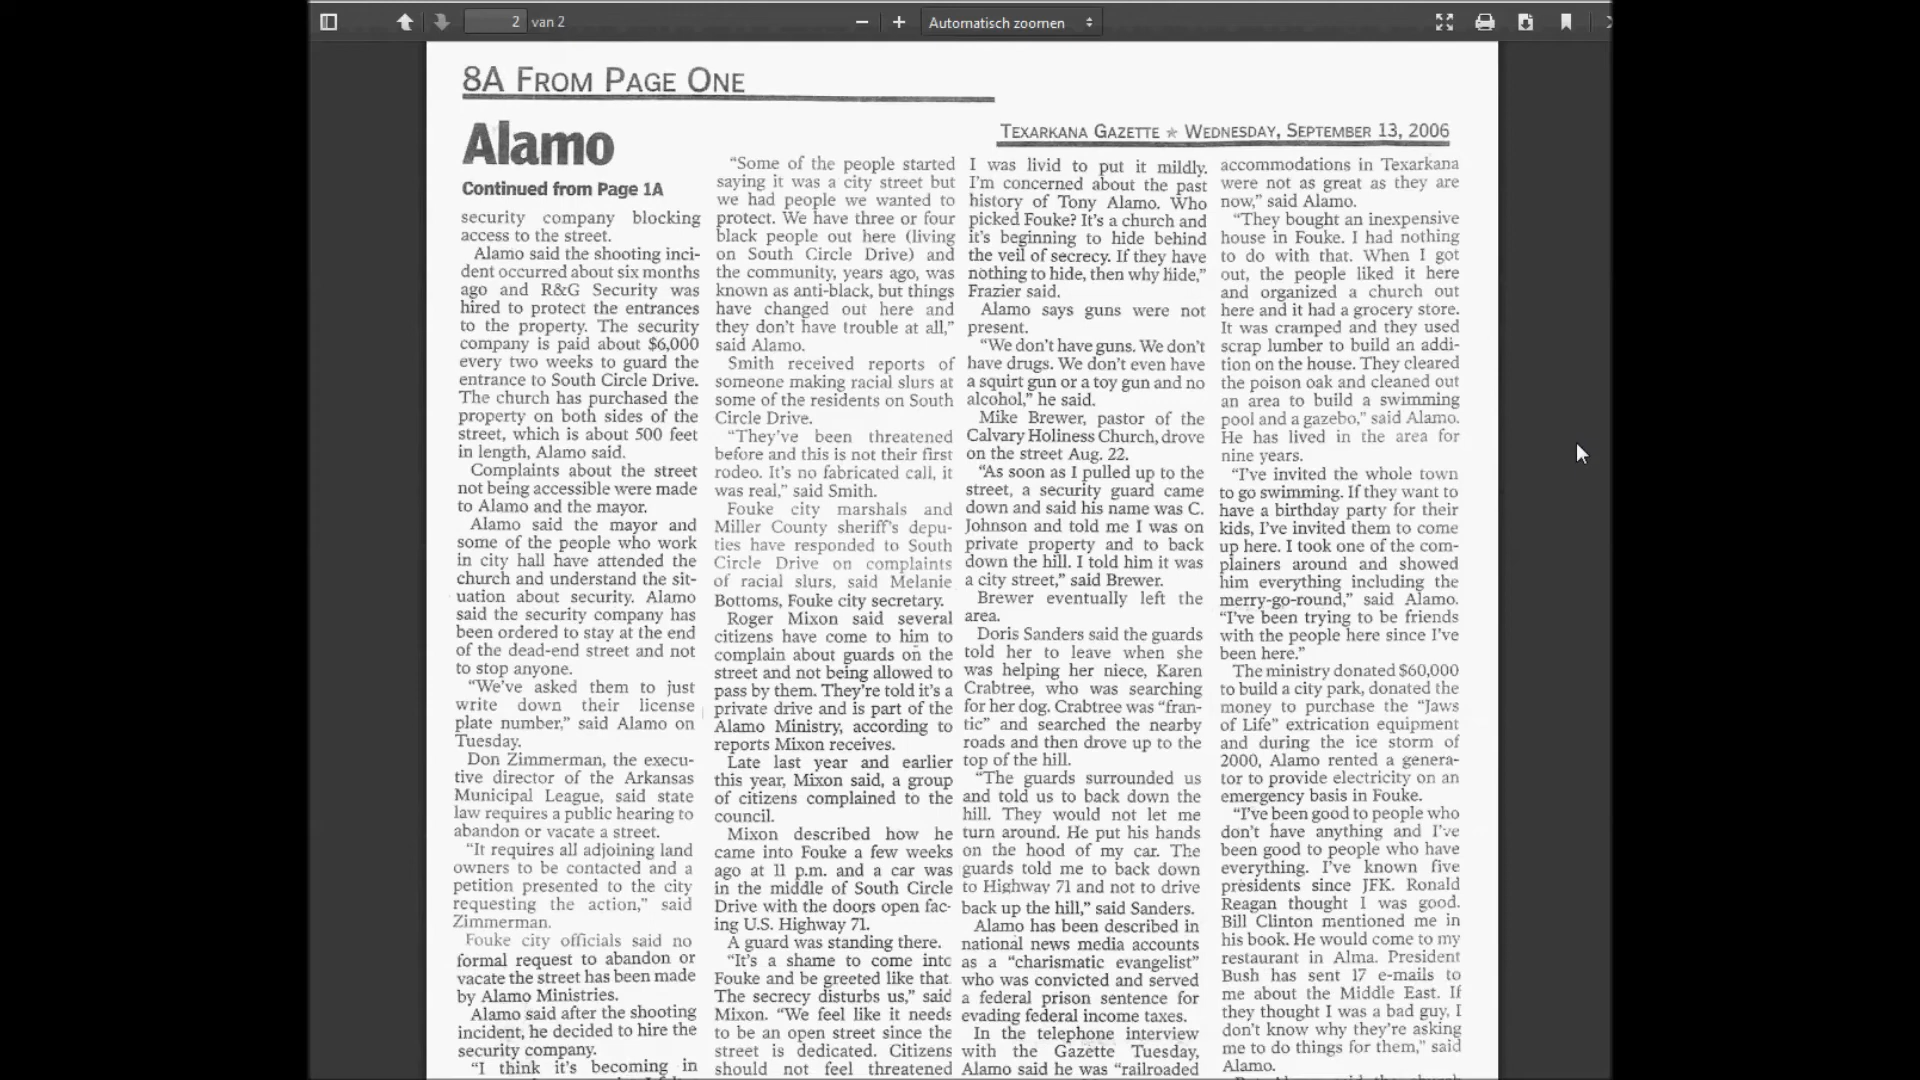 2
van 2
Automatisch zoomen
8A FROM PAGE ONE
Alamo
Continued from Page 1A
TEXARKANA GAZETTE ★ WEDNESDAY, SEPTEMBER 13, 2006
security company blocking
access to the street.
Alamo said the shooting inci-
dent occurred about six months
ago and R&G Security was
hired to protect the entrances
to the property. The security
company is paid about $6,000
every two weeks to guard the
entrance to South Circle Drive.
The church has purchased the
property on both sides of the
street, which is about 500 feet
in length, Alamo said.
Complaints about the street
not being accessible were made
to Alamo and the mayor.
Alamo said the mayor and
some of the people who work
in city hall have attended the
church and understand the sit-
uation about security. Alamo
said the security company has
been ordered to stay at the end
of the dead-end street and not
to stop anyone.
“We’ve asked them to just
write down their license
plate number,” said Alamo on
Tuesday.
Don Zimmerman, the execu-
tive director of the Arkansas
Municipal League, said state
law requires a public hearing to
abandon or vacate a street.
“It requires all adjoining land
owners to be contacted and a
petition presented to the city
requesting the action,” said
Zimmerman.
Fouke city officials said no
formal request to abandon or
vacate the street has been made
by Alamo Ministries.
Alamo said after the shooting
incident, he decided to hire the
security company.
“I think it’s becoming in
“Some of the people started
saying it was a city street but
we had people we wanted to
protect. We have three or four
black people out here (living
on South Circle Drive) and
the community, years ago, was
known as anti-black, but things
have changed out here and
they don’t have trouble at all,”
said Alamo.
Smith received reports of
someone making racial slurs at
some of the residents on South
Circle Drive.
“They’ve been threatened
before and this is not their first
rodeo. It’s no fabricated call, it
was real,” said Smith.
Fouke city marshals and
Miller County sheriff’s depu-
ties have responded to South
Circle Drive on complaints
of racial slurs, said Melanie
Bottoms, Fouke city secretary.
Roger Mixon said several
citizens have come to him to
complain about guards on the
street and not being allowed to
pass by them. They’re told it’s a
private drive and is part of the
Alamo Ministry, according to
reports Mixon receives.
Late last year and earlier
this year, Mixon said, a group
of citizens complained to the
council.
Mixon described how he
came into Fouke a few weeks
ago at 11 p.m. and a car was
in the middle of South Circle
Drive with the doors open fac-
ing U.S. Highway 71.
A guard was standing there.
“It’s a shame to come into
Fouke and be greeted like that.
The secrecy disturbs us,” said
Mixon. “We feel like it needs
to be an open street since the
street is dedicated. Citizens
should not feel threatened
I was livid to put it mildly.
I’m concerned about the past
history of Tony Alamo. Who
picked Fouke? It’s a church and
it’s beginning to hide behind
the veil of secrecy. If they have
nothing to hide, then why hide,”
Frazier said.
Alamo says guns were not
present.
“We don’t have guns. We don’t
have drugs. We don’t even have
a squirt gun or a toy gun and no
alcohol,” he said.
Mike Brewer, pastor of the
Calvary Holiness Church, drove
on the street Aug. 22.
“As soon as I pulled up to the
street, a security guard came
down and said his name was C.
Johnson and told me I was on
private property and to back
down the hill. I told him it was
a city street,” said Brewer.
Brewer eventually left the
area.
Doris Sanders said the guards
told her to leave when she
was helping her niece, Karen
Crabtree, who was searching
for her dog. Crabtree was “fran-
tic” and searched the nearby
roads and then drove up to the
top of the hill.
“The guards surrounded us
and told us to back down the
hill. They would not let me
turn around. He put his hands
on the hood of my car. The
guards told me to back down
to Highway 71 and not to drive
back up the hill,” said Sanders.
Alamo has been described in
national news media accounts
as a “charismatic evangelist”
who was convicted and served
a federal prison sentence for
evading federal income taxes.
In the telephone interview
with the Gazette Tuesday,
Alamo said he was “railroaded
accommodations in Texarkana
were not as great as they are
now,” said Alamo.
“They bought an inexpensive
house in Fouke. I had nothing
to do with that. When I got
out, the people liked it here
and organized a church out
here and it had a grocery store.
It was cramped and they used
scrap lumber to build an addi-
tion on the house. They cleared
the poison oak and cleaned out
an area to build a swimming
pool and a gazebo,” said Alamo.
He has lived in the area for
nine years.
“I’ve invited the whole town
to go swimming. If they want to
have a birthday party for their
kids, I’ve invited them to come
up here. I took one of the com-
plainers around and showed
him everything including the
merry-go-round,” said Alamo.
“I’ve been trying to be friends
with the people here since I’ve
been here.”
The ministry donated $60,000
to build a city park, donated the
money to purchase the “Jaws
of Life” extrication equipment
and during the ice storm of
2000, Alamo rented a genera-
tor to provide electricity on an
emergency basis in Fouke.
“I’ve been good to people who
don’t have anything and I’ve
been good to people who have
everything. I’ve known five
presidents since JFK. Ronald
Reagan thought I was good.
Bill Clinton mentioned me in
his book. He would come to my
restaurant in Alma. President
Bush has sent 17 e-mails to
me about the Middle East. If
they thought I was a bad guy, I
don’t know why they’re asking
me to do things for them,” said
Alamo.